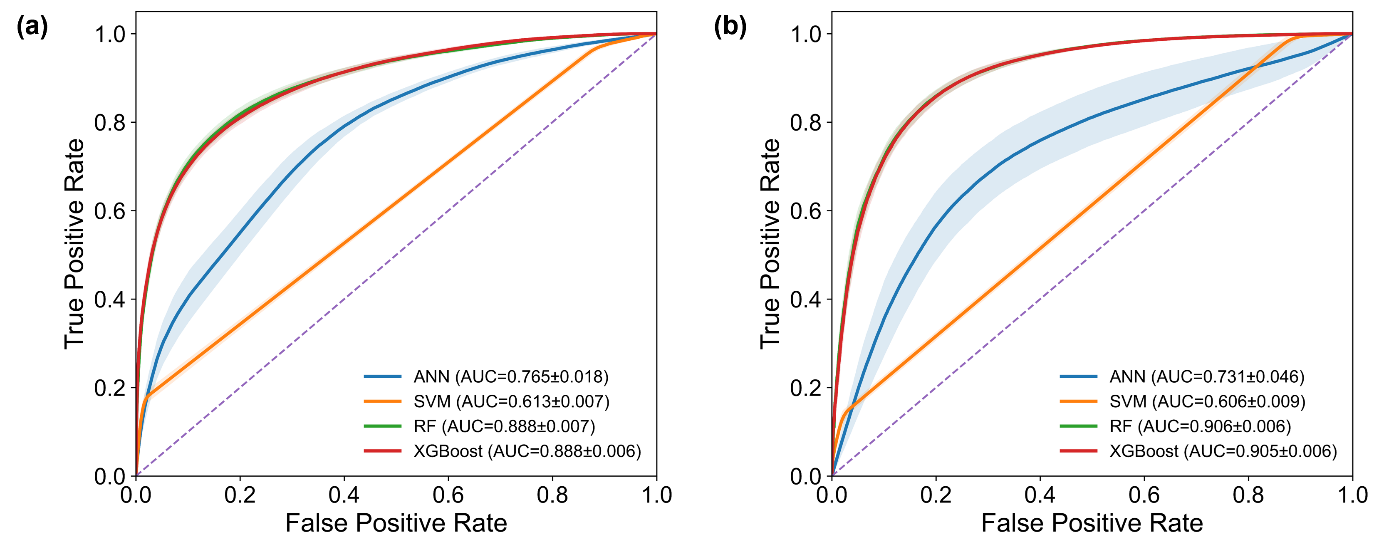 (a)
True Positive Rate
1.0
0.8
0.6
0.4
0.2
0.0
ANN (AUC=0.765±0.018)
SVM (AUC=0.613±0.007)
RF (AUC=0.888±0.007)
XGBoost (AUC=0.888±0.006)
0.0 0.2 0.4 0.6 0.8 1.0
False Positive Rate
(b)
True Positive Rate
1.0
0.8
0.6
0.4
0.2
0.0
ANN (AUC=0.731±0.046)
SVM (AUC=0.606±0.009)
RF (AUC=0.906±0.006)
XGBoost (AUC=0.905±0.006)
0.0 0.2 0.4 0.6 0.8 1.0
False Positive Rate